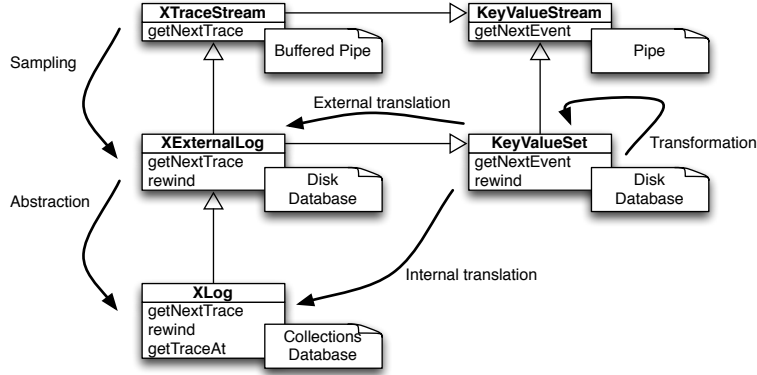 XTraceStream
getNextTrace
Buffered Pipe
KeyValueStream
getNextEvent
Pipe
Sampling
External translation
XExternalLog
getNextTrace
rewind
Disk
Database
KeyValueSet
getNextEvent
rewind
Disk
Database
Transformation
Abstraction
Internal translation
XLog
getNextTrace
rewind
getTraceAt
Collections
Database